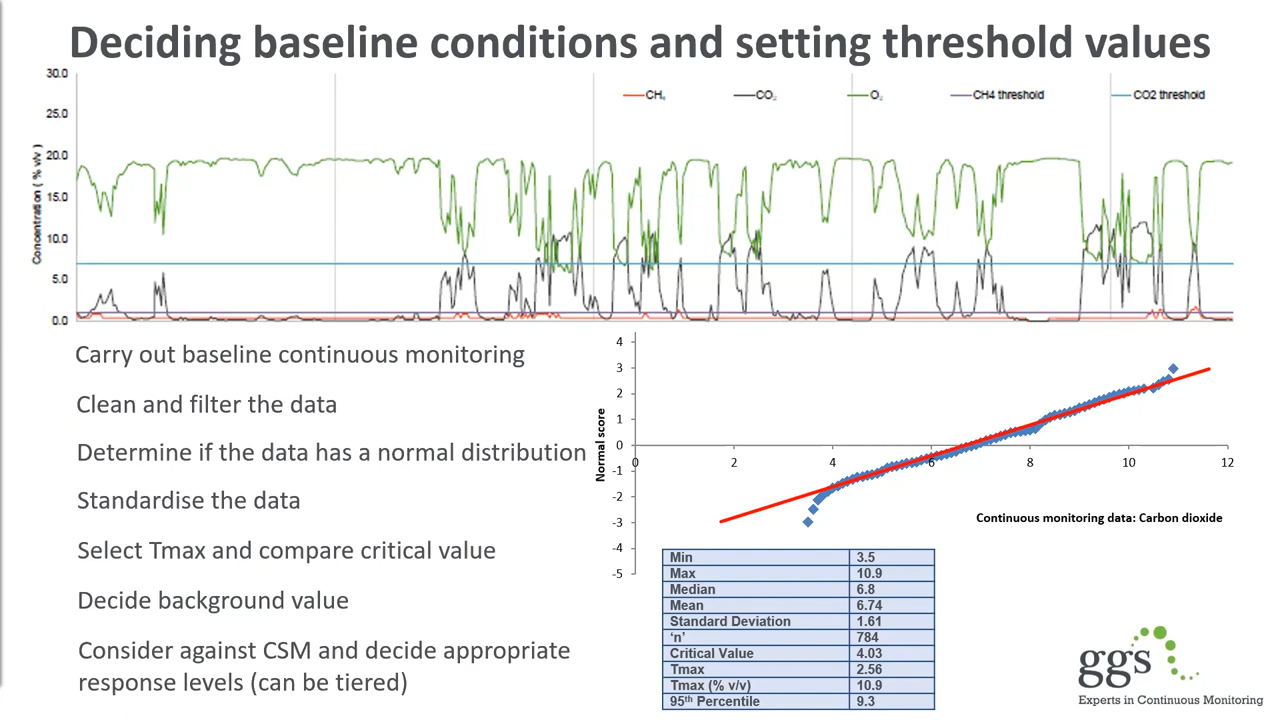 Deciding baseline conditions and setting threshold values
30.0
25.0
20.0
15.0
10.0
5.0
0.0
Concentration ( % v/v )
CH₄
CO₂
O₂
CH4 threshold
CO2 threshold
Carry out baseline continuous monitoring
Clean and filter the data
Determine if the data has a normal distribution
Standardise the data
Select Tmax and compare critical value
Decide background value
Consider against CSM and decide appropriate
response levels (can be tiered)
4
3
2
1
0
-1
-2
-3
-4
-5
Normal score
0 2 4 6 8 10 12
Continuous monitoring data: Carbon dioxide
Min 3.5
Max 10.9
Median 6.8
Mean 6.74
Standard Deviation 1.61
‘n’ 784
Critical Value 4.03
Tmax 2.56
Tmax (% v/v) 10.9
95th Percentile 9.3
ggs
Experts in Continuous Monitoring